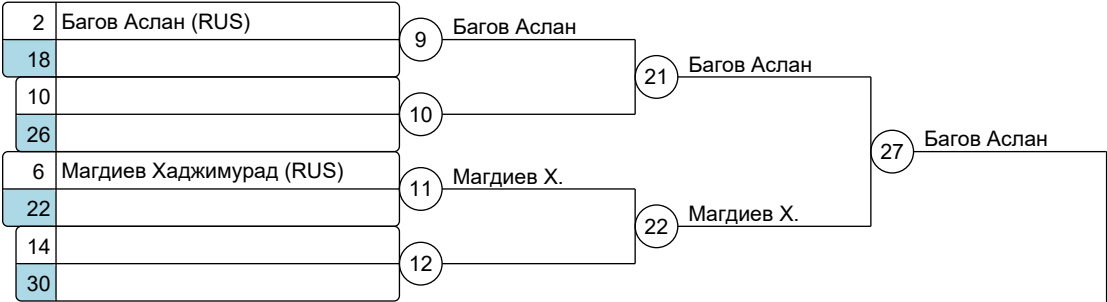 2 Багов Аслан (RUS)
9 Багов Аслан
18
21 Багов Аслан
10
10
26
27 Багов Аслан
6 Магдиев Хаджимурад (RUS)
11 Магдиев Х.
22
22 Магдиев Х.
14
12
30